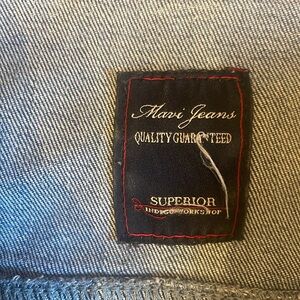 Mavi Jeans
QUALITY GUARANTEED
SUPERIOR
INDIGO WORKSHOP